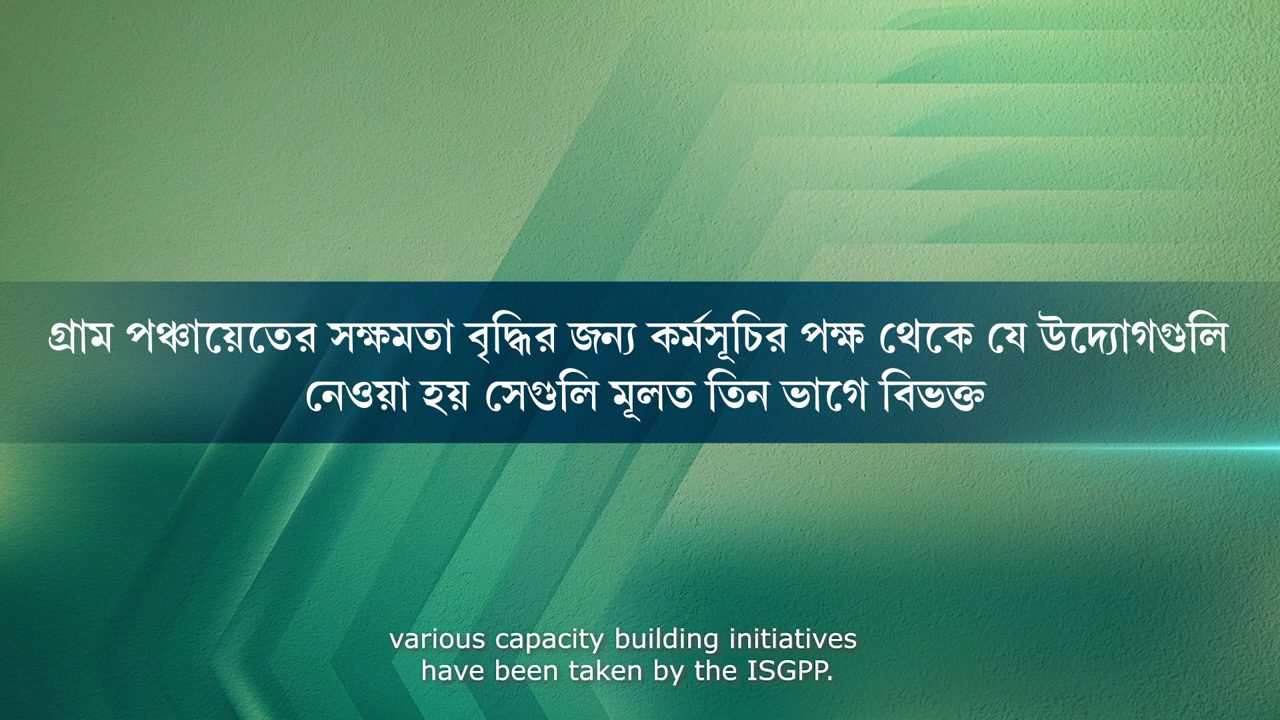 গ্রাম পঞ্চায়েতের সক্ষমতা বৃদ্ধির জন্য কর্মসূচির পক্ষ থেকে যে উদ্যোগগুলি
নেওয়া হয় সেগুলি মূলত তিন ভাগে বিভক্ত
various capacity building initiatives
have been taken by the ISGPP.